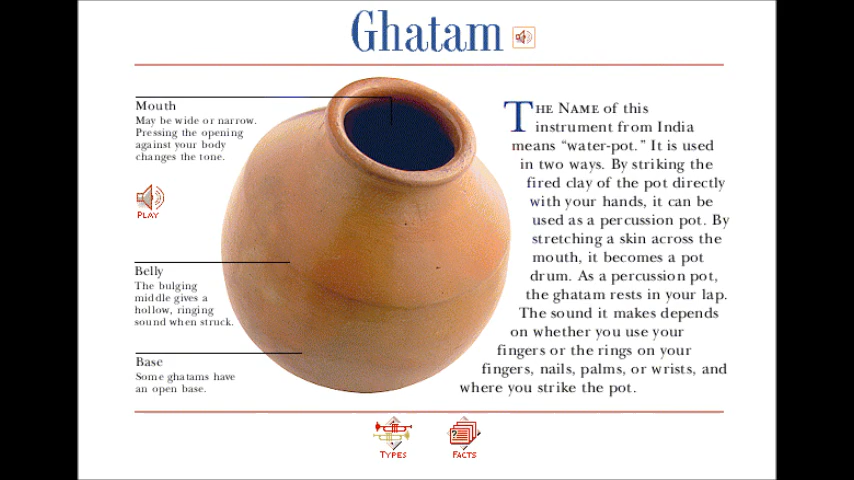 Ghatam
Mouth
May be wide or narrow.
Pressing the opening
against your body
changes the tone.
PLAY
Belly
The bulging
middle gives a
hollow, ringing
sound when struck.
Base
Some ghatams have
an open base.
THE NAME of this
instrument from India
means “water-pot.” It is used
in two ways. By striking the
fired clay of the pot directly
with your hands, it can be
used as a percussion pot. By
stretching a skin across the
mouth, it becomes a pot
drum. As a percussion pot,
the ghatam rests in your lap.
The sound it makes depends
on whether you use your
fingers or the rings on your
fingers, nails, palms, or wrists, and
where you strike the pot.
TYPES
FACTS